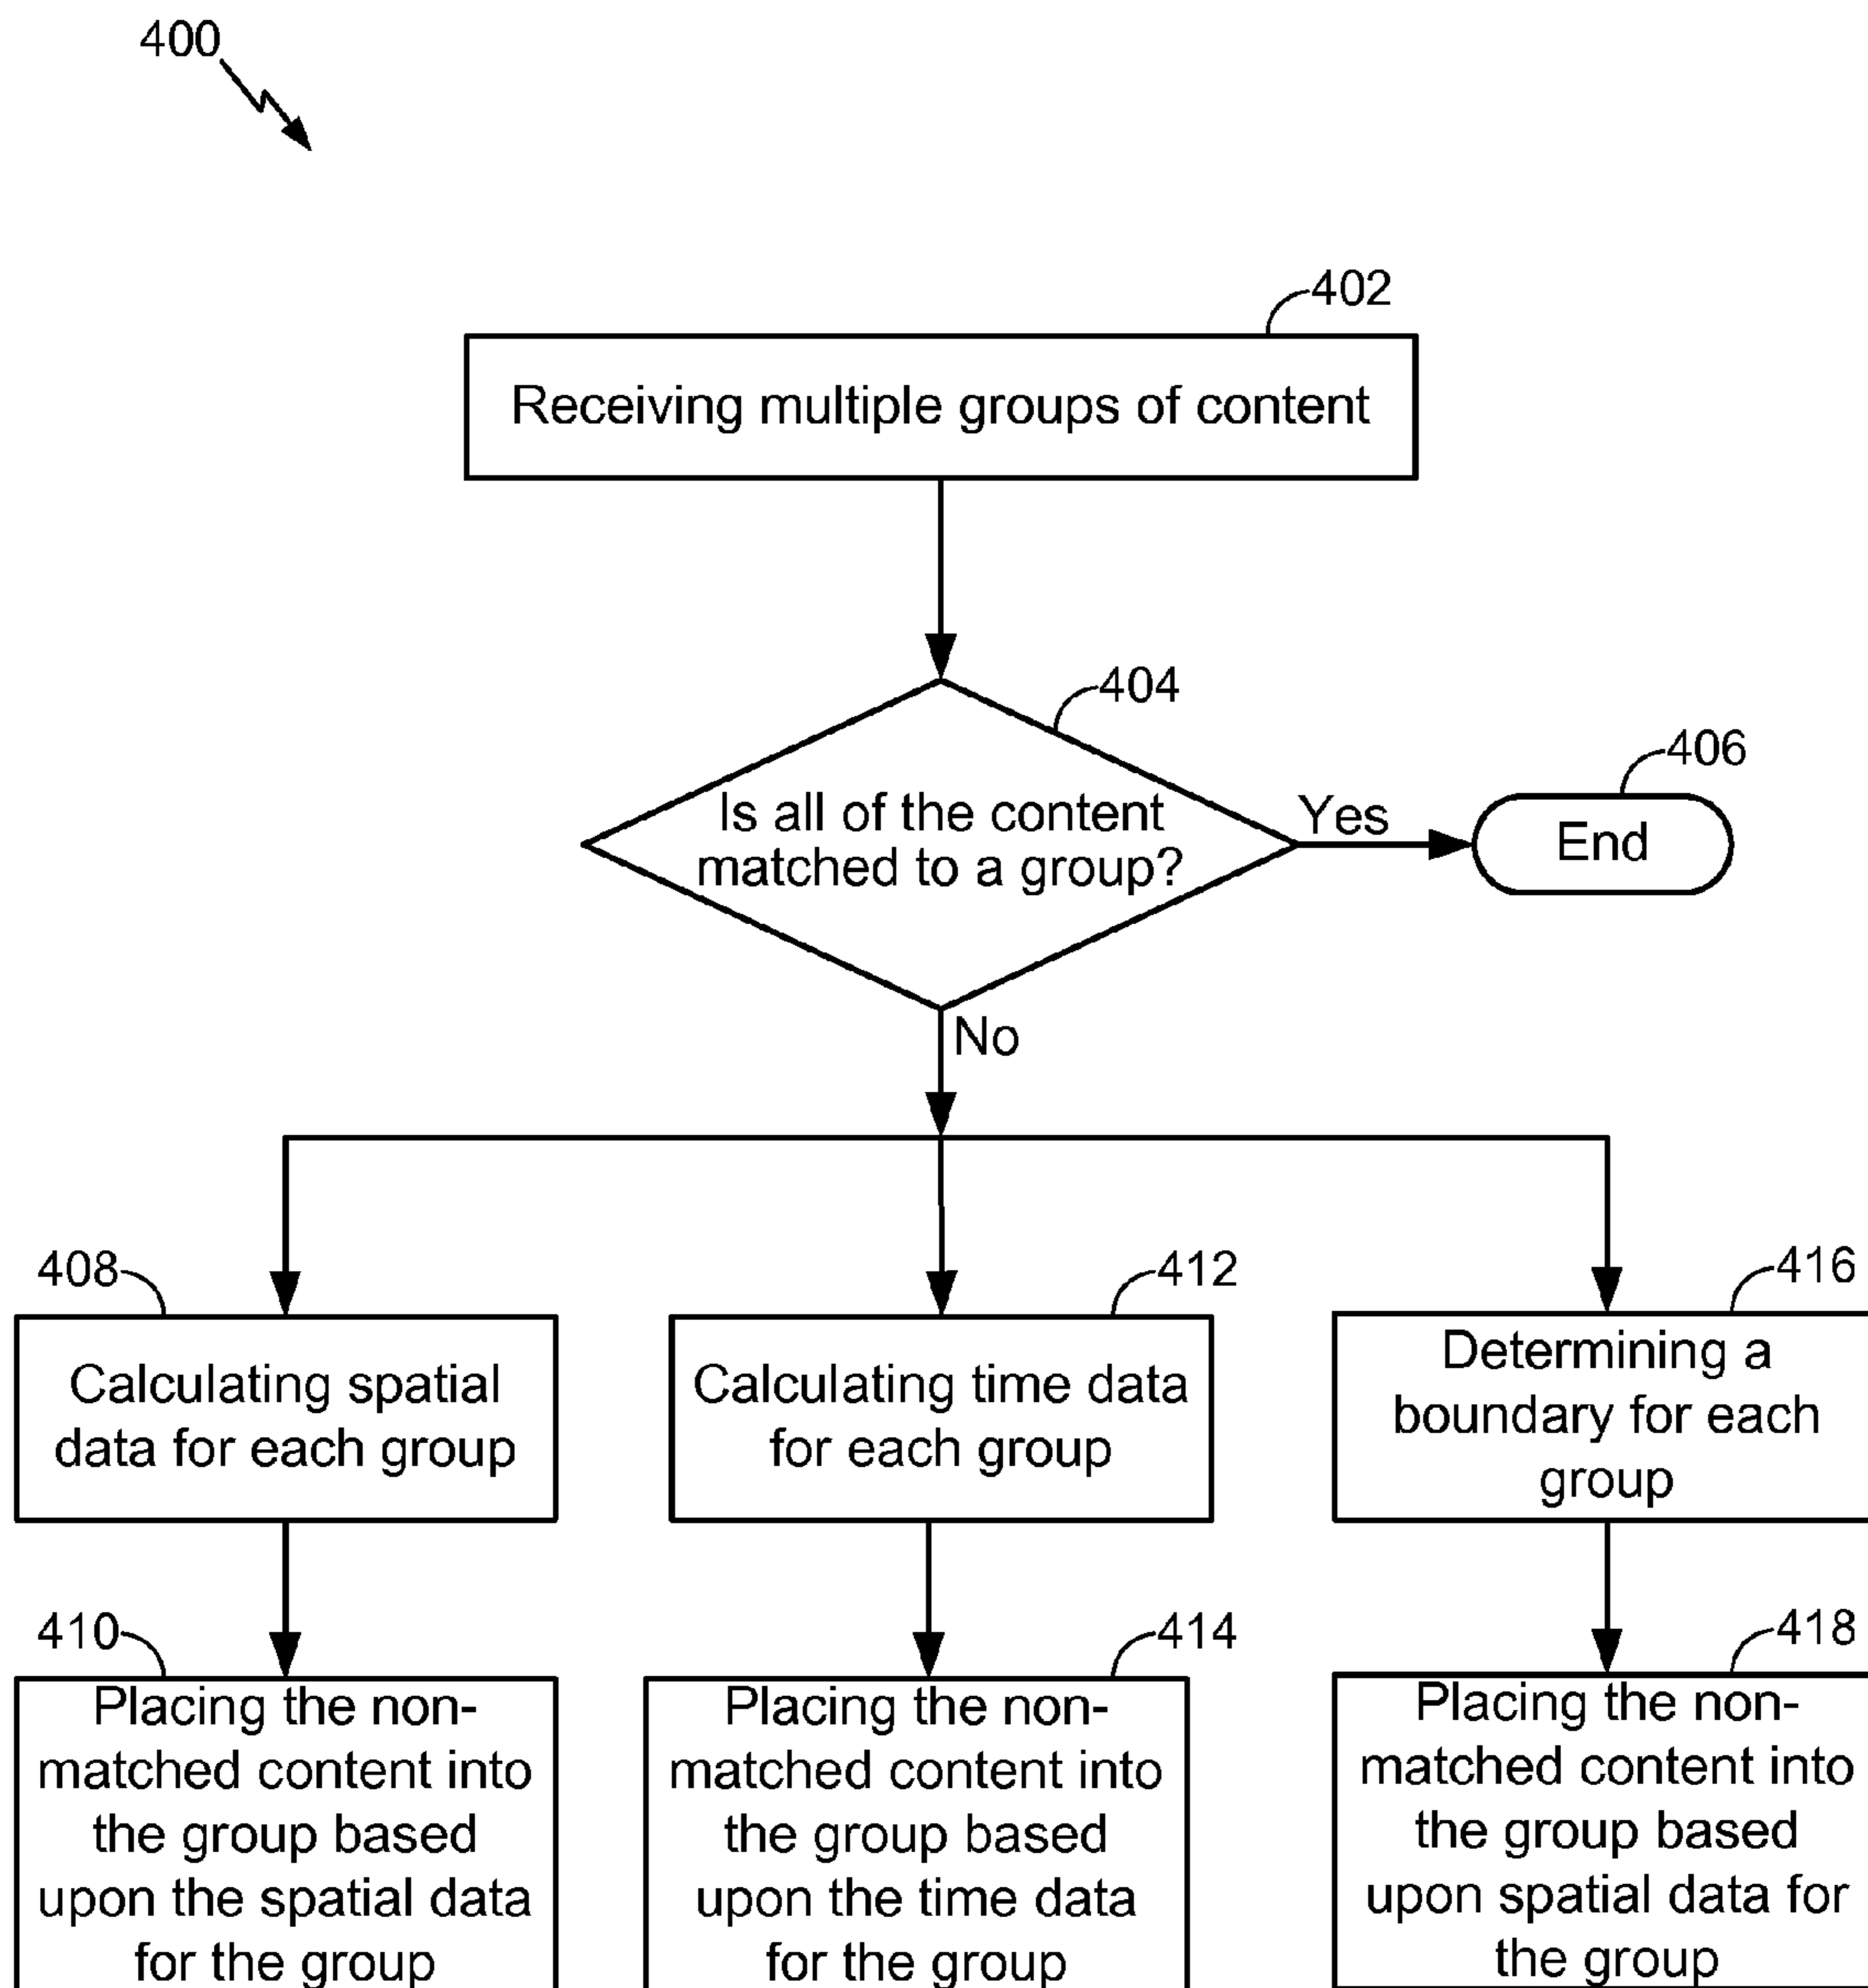 400
402
Receiving multiple groups of content
404
Is all of the content
matched to a group?
Yes
406
End
No
408
Calculating spatial
data for each group
412
Calculating time data
for each group
416
Determining a
boundary for each
group
410
Placing the non-
matched content into
the group based
upon the spatial data
for the group
414
Placing the non-
matched content into
the group based
upon the time data
for the group
418
Placing the non-
matched content into
the group based
upon spatial data for
the group